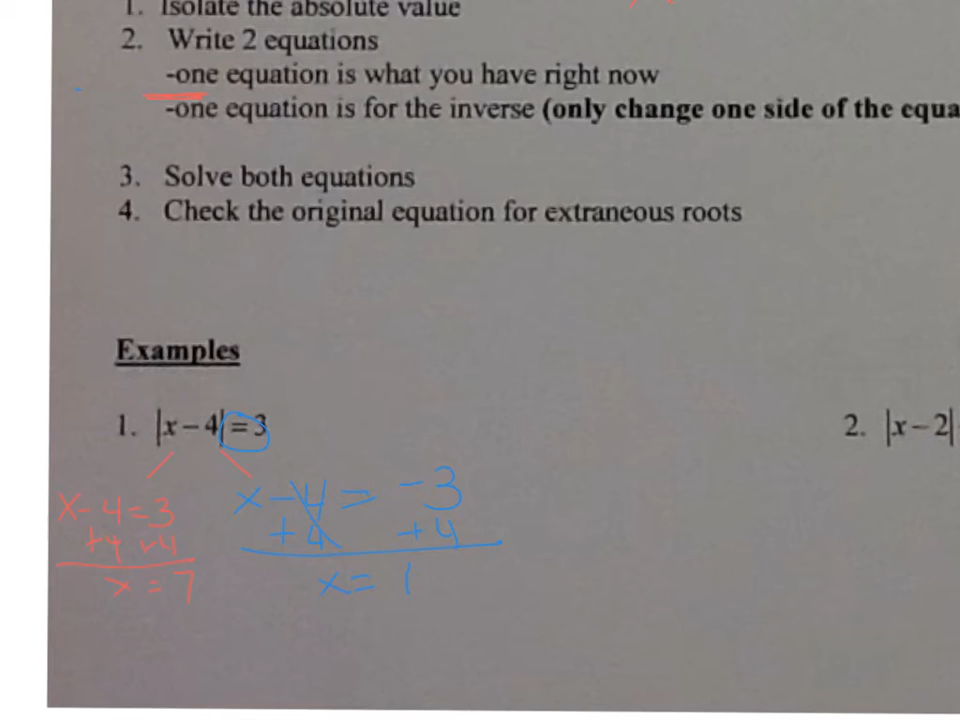 1. Isolate the absolute value
2. Write 2 equations
-one equation is what you have right now
-one equation is for the inverse (only change one side of the
3. Solve both equations
4. Check the original equation for extraneous roots
Examples
1. |x-4|=3
2. |x-2|
x-4=3
+4 +4
x=7
x-4=-3
+4 +4
x=1